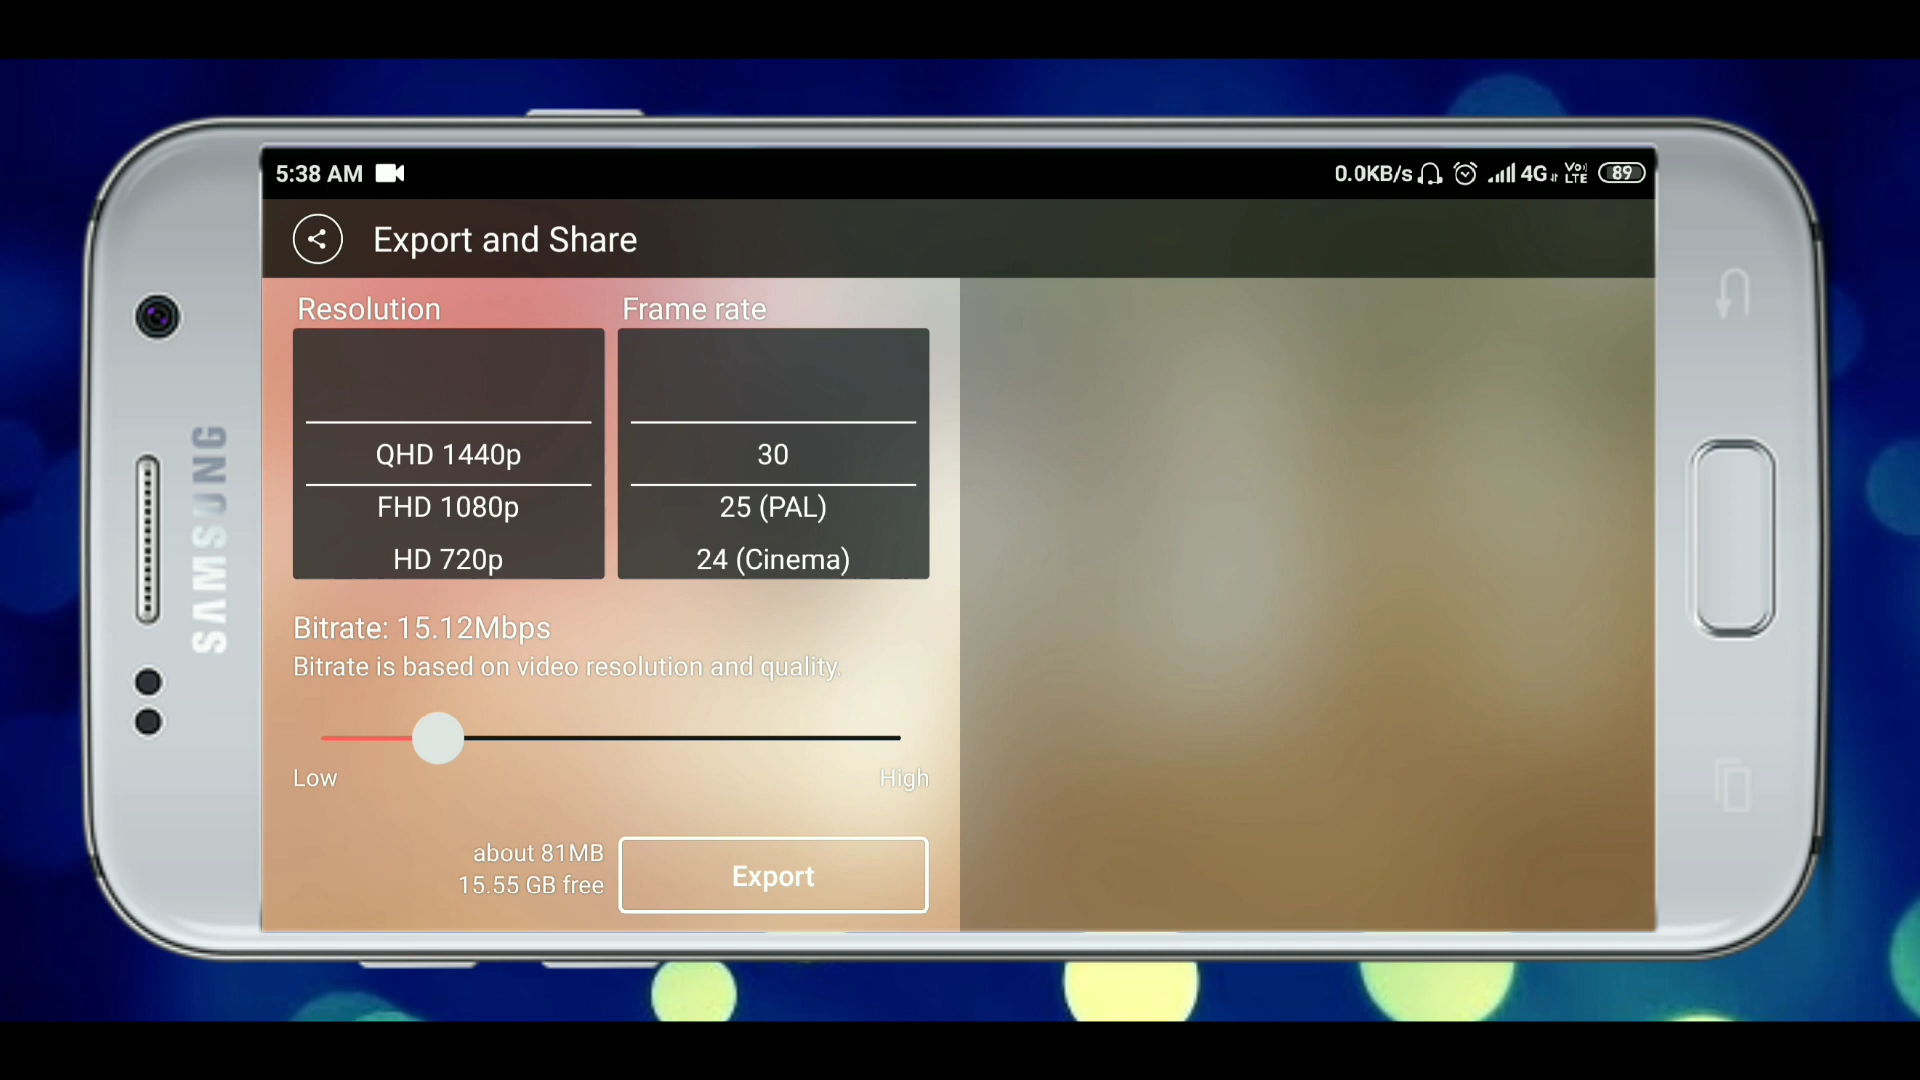 5:38 AM
0.0KB/s 4G Vo) LTE 89
Export and Share
Resolution
Frame rate
QHD 1440p
FHD 1080p
HD 720p
30
25 (PAL)
24 (Cinema)
Bitrate: 15.12Mbps
Bitrate is based on video resolution and quality.
Low
High
about 81MB
15.55 GB free
Export
SAMSUNG